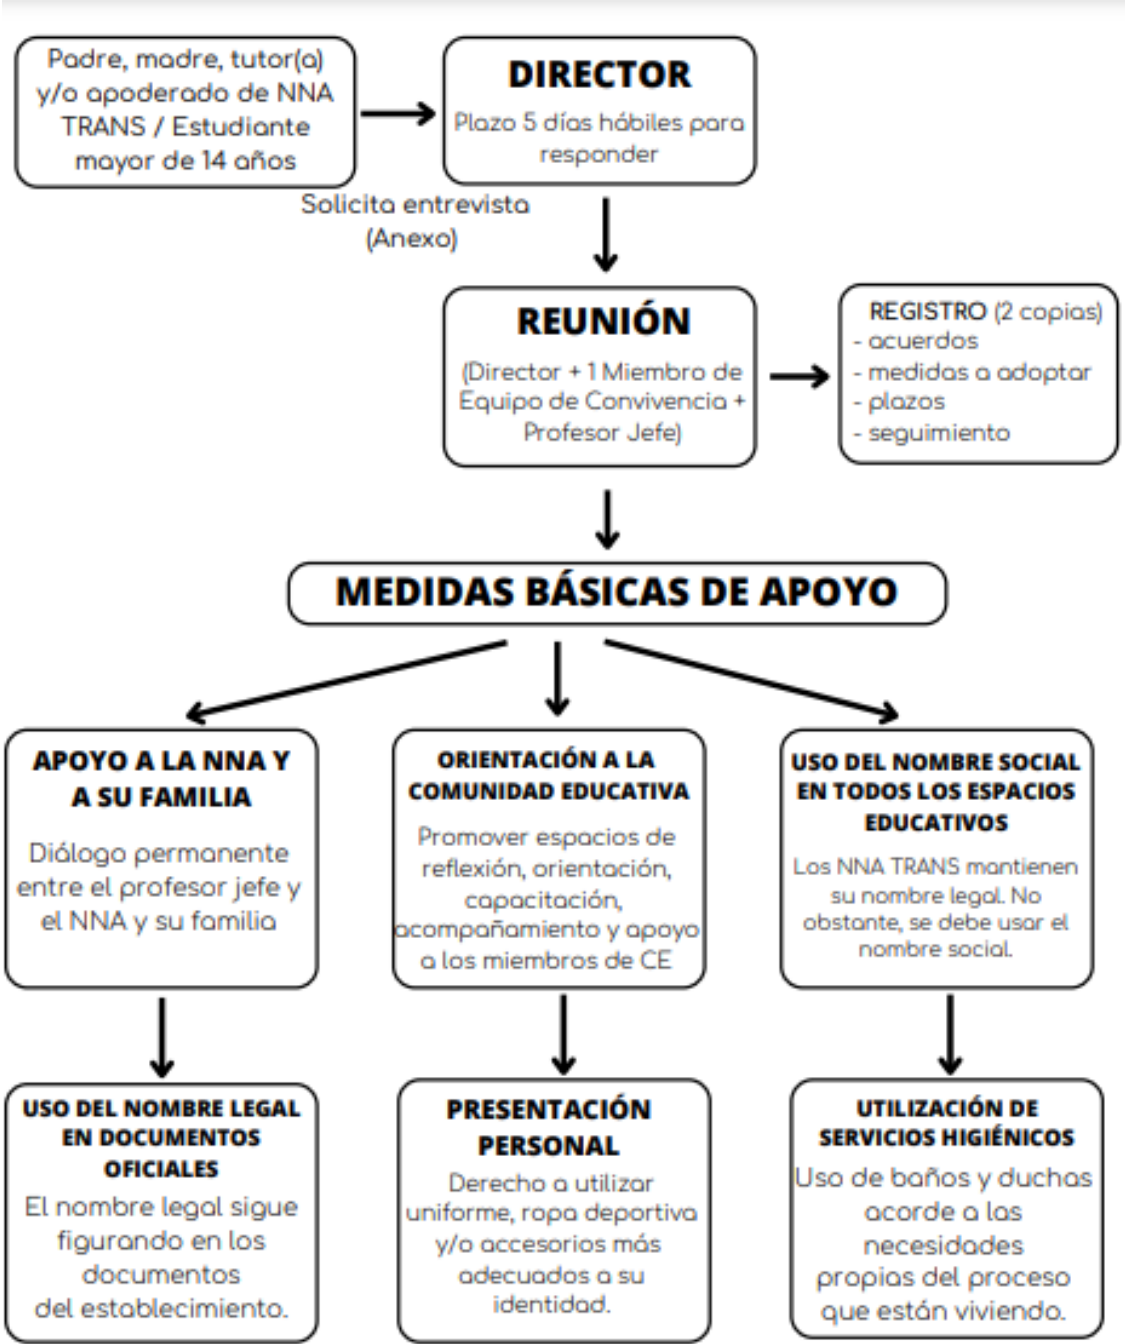 Padre, madre, tutor(a)
y/o apoderado de NNA
TRANS / Estudiante
mayor de 14 años
DIRECTOR
Plazo 5 días hábiles para
responder
Solicita entrevista
(Anexo)
REUNIÓN
(Director + 1 Miembro de
Equipo de Convivencia +
Profesor Jefe)
REGISTRO (2 copias)
- acuerdos
- medidas a adoptar
- plazos
- seguimiento
MEDIDAS BÁSICAS DE APOYO
APOYO A LA NNA Y
A SU FAMILIA
Diálogo permanente
entre el profesor jefe y
el NNA y su familia
ORIENTACIÓN A LA
COMUNIDAD EDUCATIVA
Promover espacios de
reflexión, orientación,
capacitación,
acompañamiento y apoyo
a los miembros de CE
USO DEL NOMBRE SOCIAL
EN TODOS LOS ESPACIOS
EDUCATIVOS
Los NNA TRANS mantienen
su nombre legal. No
obstante, se debe usar el
nombre social.
USO DEL NOMBRE LEGAL
EN DOCUMENTOS
OFICIALES
El nombre legal sigue
figurando en los
documentos
del establecimiento.
PRESENTACIÓN
PERSONAL
Derecho a utilizar
uniforme, ropa deportiva
y/o accesorios más
adecuados a su
identidad.
UTILIZACIÓN DE
SERVICIOS HIGIÉNICOS
Uso de baños y duchas
acorde a las
necesidades
propias del proceso
que están viviendo.